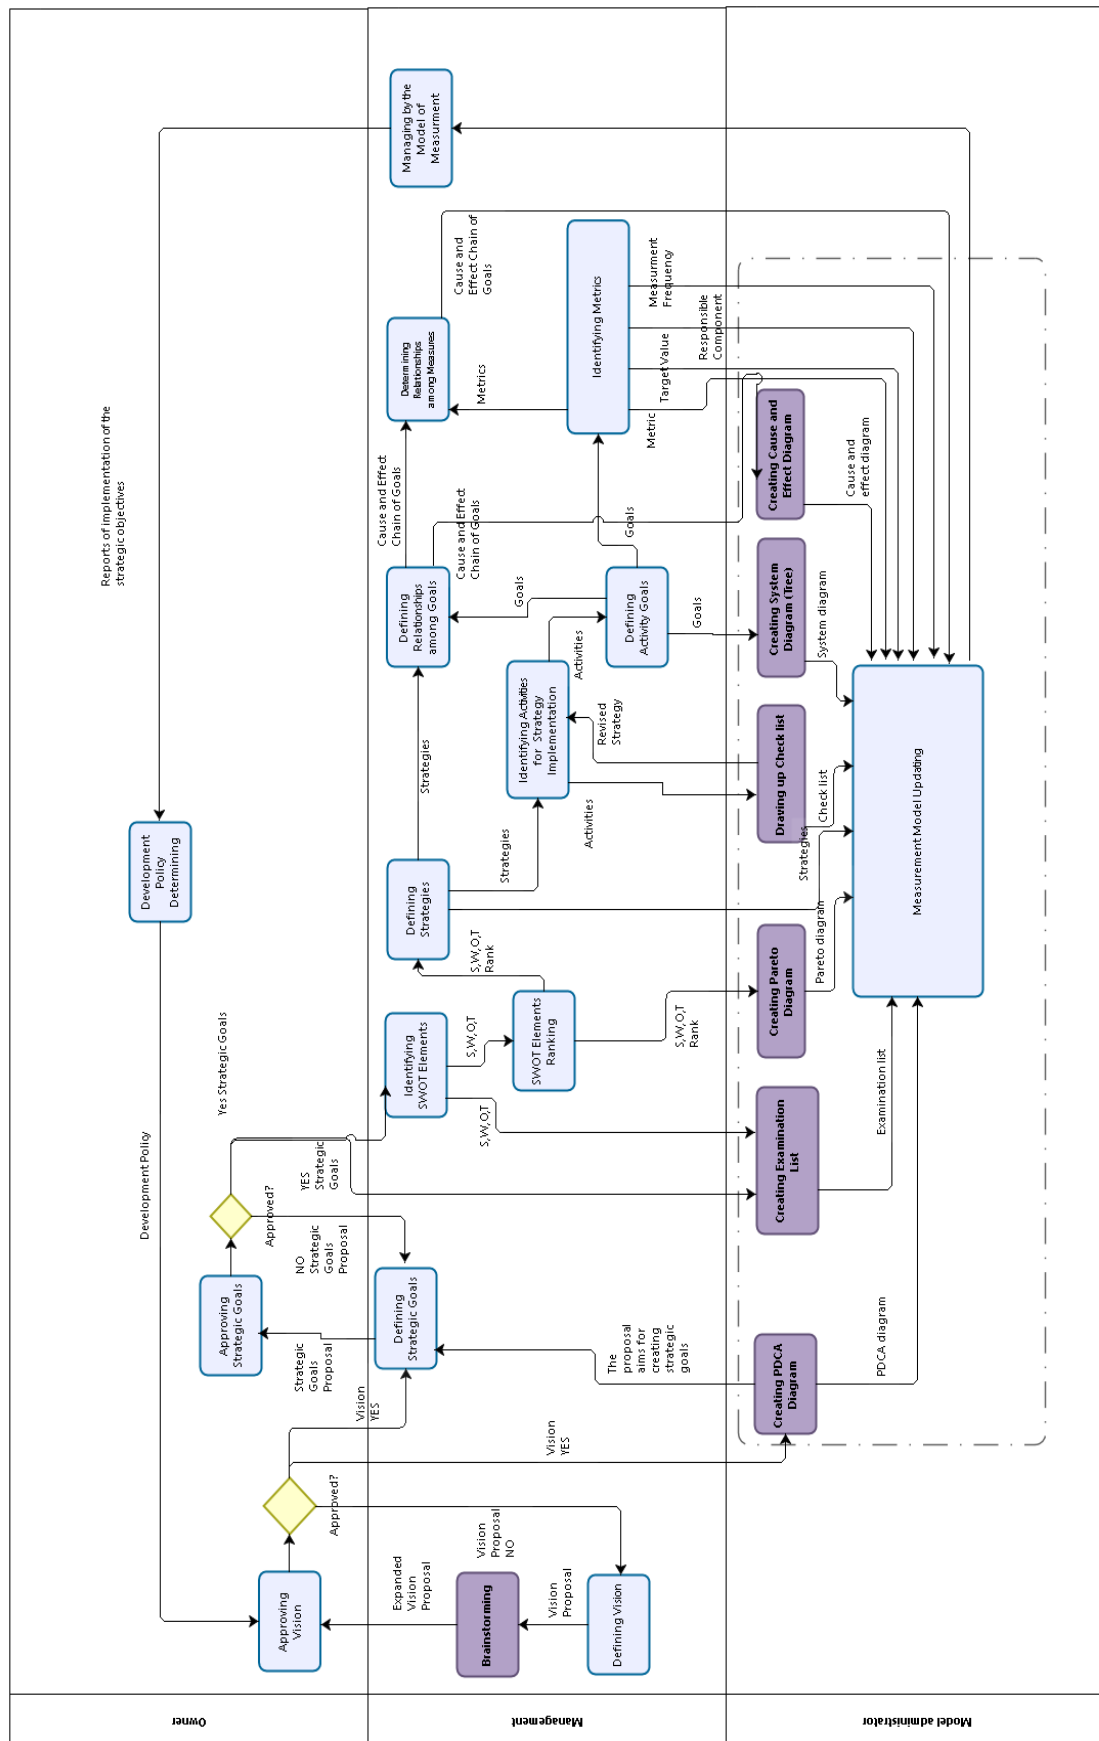 Owner
Management
Model administrator
Approving
Vision
Approved?
Approving
Strategic Goals
Approved?
Development Policy
Yes Strategic Goals
Development
Policy
Determining
Reports of implementation of the
strategic objectives
Vision
YES
Strategic
Goals
Proposal
NO
Strategic
Goals
Proposal
YES
Strategic
Goals
Expanded
Vision
Proposal
Brainstorming
Vision
Proposal
NO
Vision
Proposal
Defining Vision
Vision
YES
Defining
Strategic Goals
The
proposal
aims for
creating
strategic
goals
Identifying
SWOT Elements
S,W,O,T
S,W,O,T
SWOT Elements
Ranking
S,W,O,T
Rank
S,W,O,T
Rank
Defining
Strategies
Strategies
Strategies
Identifying Activities
for Strategy
Implementation
Activities
Activities
Revised
Strategy
Defining
Relationships
among Goals
Goals
Defining
Activity Goals
Goals
Goals
Cause and Effect
Chain of Goals
Cause and Effect
Chain of Goals
Determining
Relationships
among Measures
Metrics
Cause and
Effect Chain of
Goals
Identifying Metrics
Metric
Target Value
Responsible
Component
Measurment
Frequency
Managing by the
Model of
Measurment
Creating PDCA
Diagram
PDCA diagram
Creating Examination
List
Examination list
Creating Pareto
Diagram
Pareto diagram
Strategies
Draving up Check list
Check list
Creating System
Diagram (Tree)
System diagram
Creating Cause and
Effect Diagram
Cause and
effect diagram
Measurement Model Updating